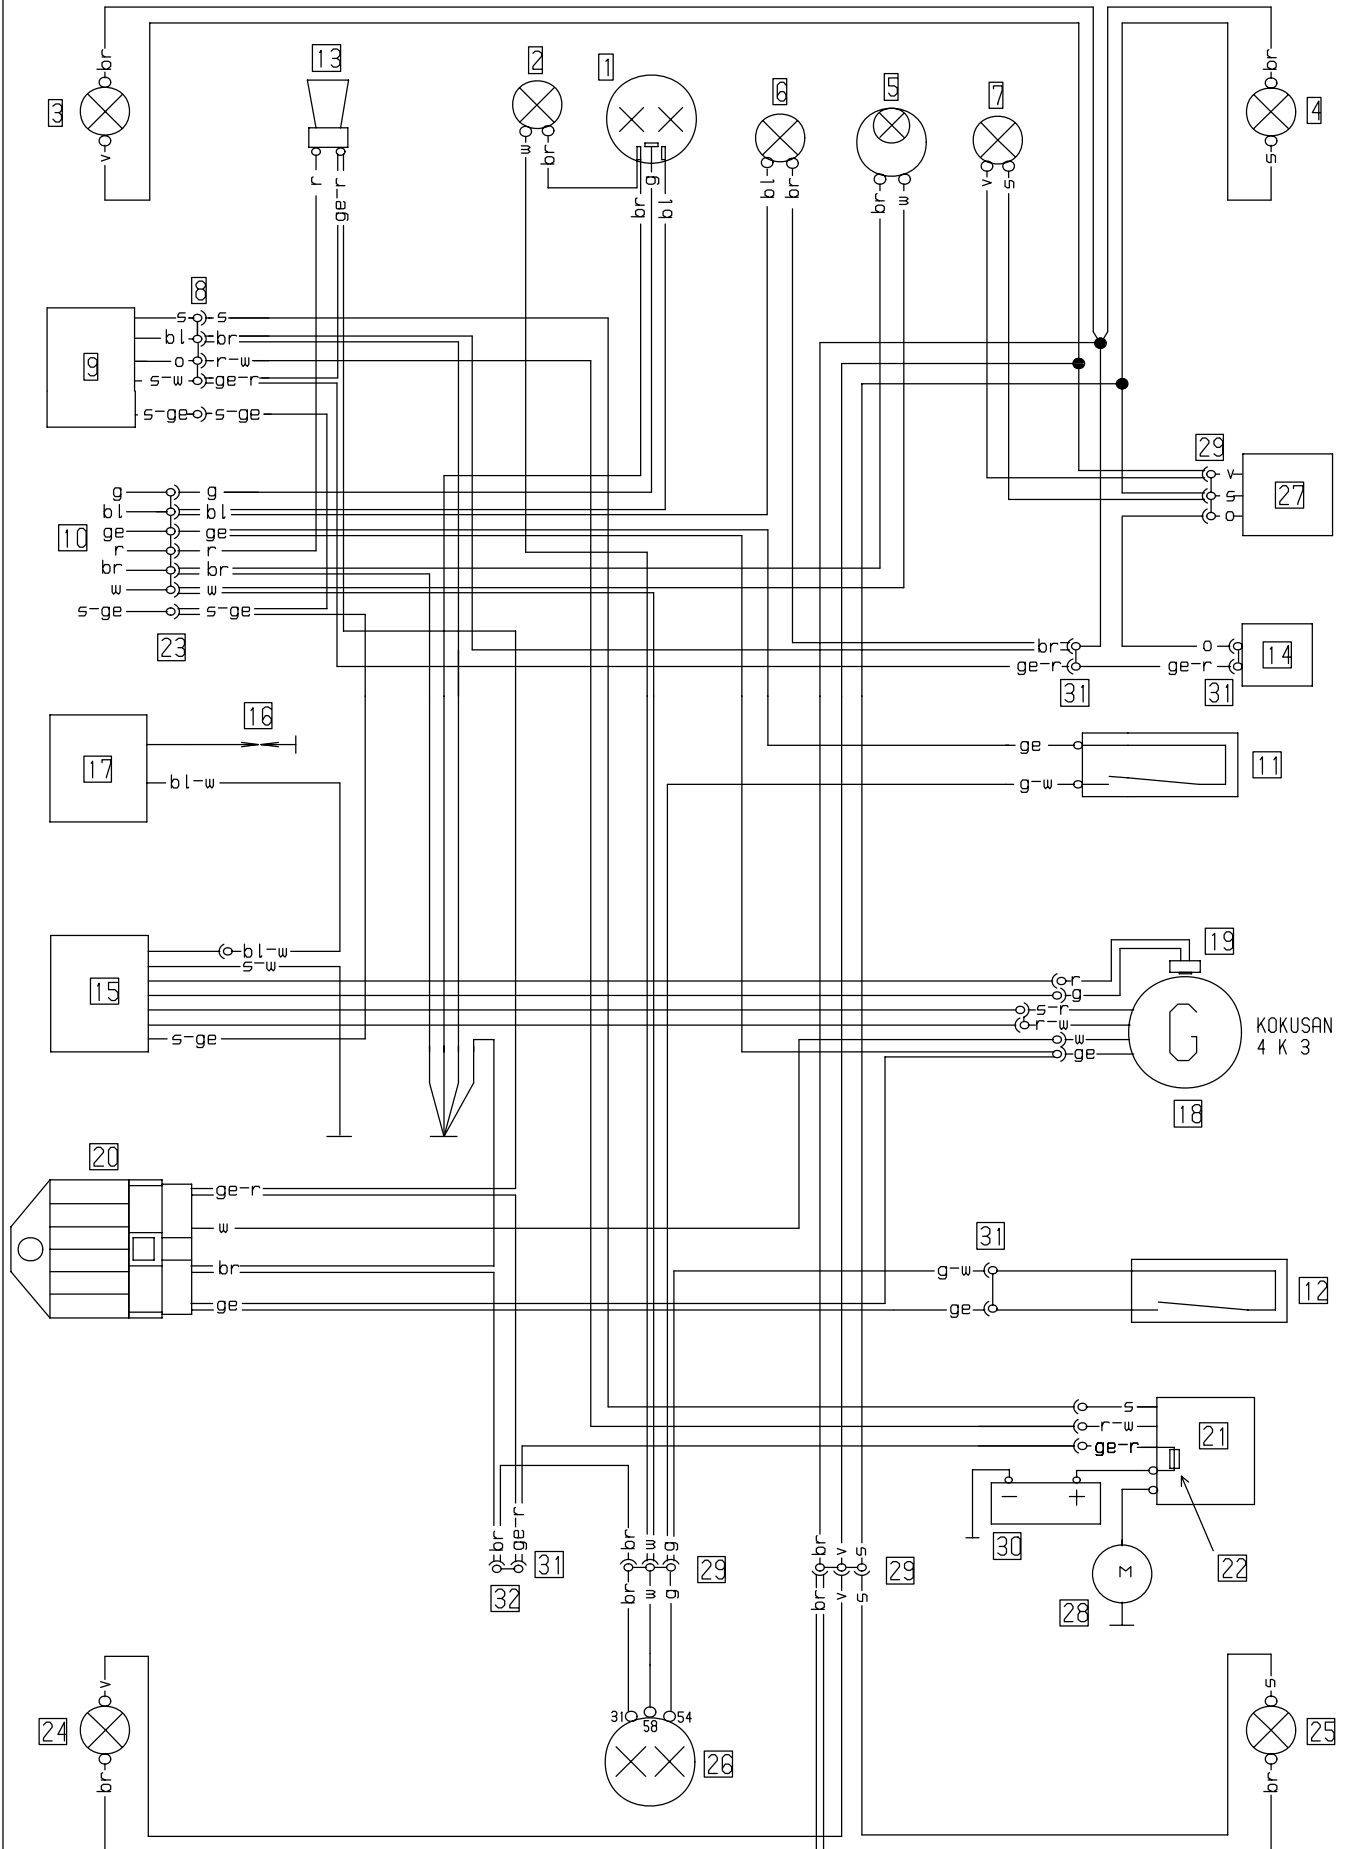 br
3
v
13
r
ge-r
2
w
br
1
br
g
bl
6
bl
br
5
br
w
7
v
s
br
4
s
8
9
s s
bl br
o r-w
s-w ge-r
s-ge s-ge
10
g g
bl bl
ge ge
r r
br br
w w
s-ge s-ge
23
29
v
s
o
27
br
ge-r
31
o
ge-r
31
14
17
16
bl-w
ge
g-w
11
15
bl-w
s-w
s-ge
r
g
s-r
r-w
w
ge
19
G
KOKUSAN
4 K 3
18
20
ge-r
w
br
ge
31
g-w
ge
12
s
r-w
ge-r
21
- +
30
22
M
28
br
ge-r
31
32
br
w
g
29
br
w
g
br
v
s
29
br
v
s
31
58
54
26
v
24
br
s
25
br